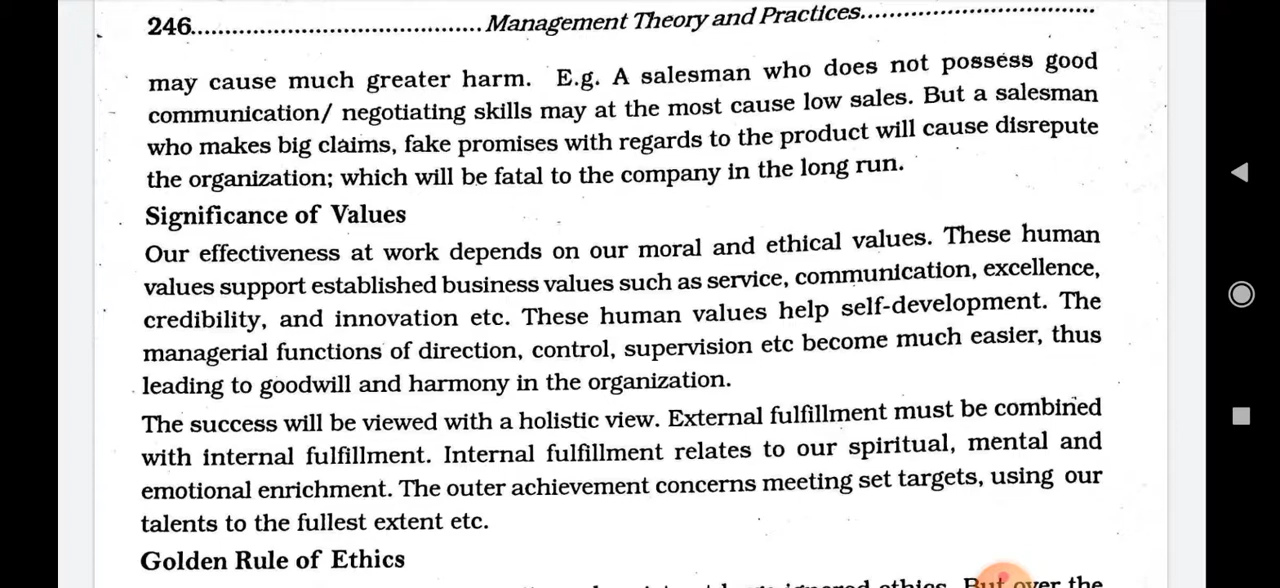 246........................................ Management Theory and Practices................................
may cause much greater harm. E.g. A salesman who does not possess good
communication/ negotiating skills may at the most cause low sales. But a salesman
who makes big claims, fake promises with regards to the product will cause disrepute
the organization; which will be fatal to the company in the long run.
Significance of Values
Our effectiveness at work depends on our moral and ethical values. These human
values support established business values such as service, communication, excellence,
credibility, and innovation etc. These human values help self-development. The
managerial functions of direction, control, supervision etc become much easier, thus
leading to goodwill and harmony in the organization.
The success will be viewed with a holistic view. External fulfillment must be combined
with internal fulfillment. Internal fulfillment relates to our spiritual, mental and
emotional enrichment. The outer achievement concerns meeting set targets, using our
talents to the fullest extent etc.
Golden Rule of Ethics
ethics. But over the